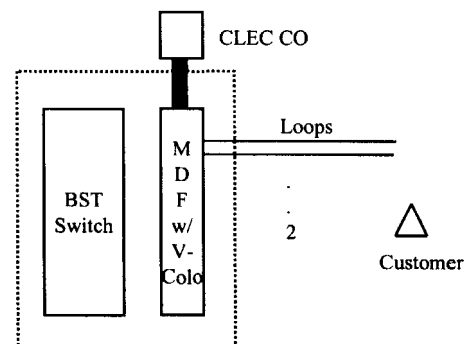 CLEC CO
Loops
M
D
F
w/
V-
Colo
BST
Switch
.
.
2
Customer